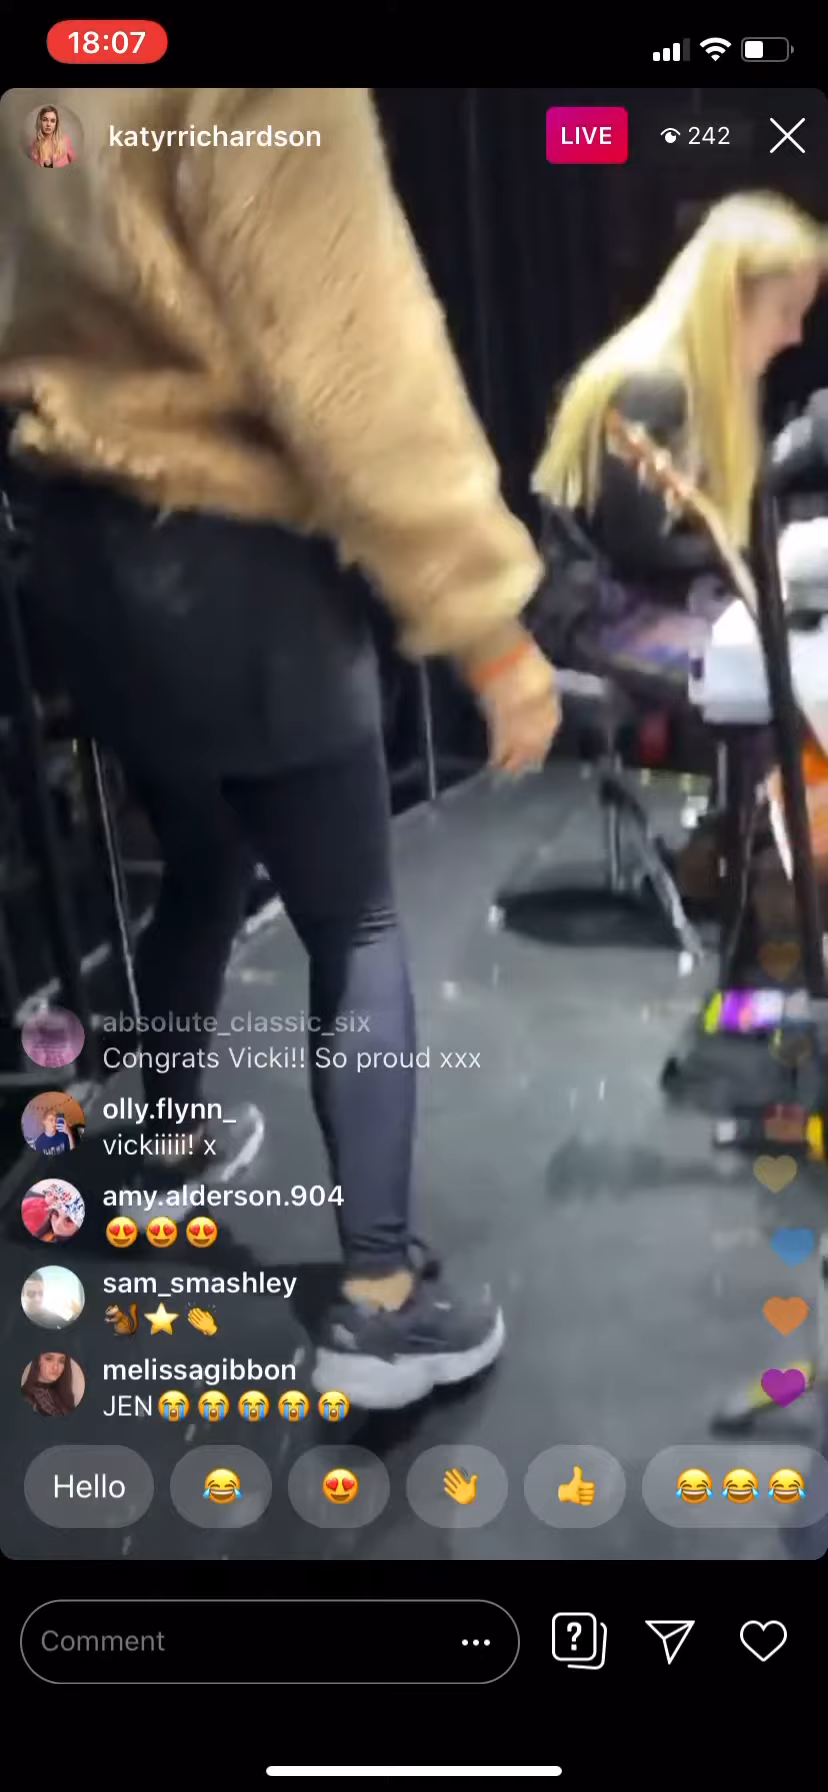 18:07
katyrrichardson
LIVE
242
absolute_classic_six
Congrats Vicki!! So proud xxx
olly.flynn_
vickiiiii! x
amy.alderson.904
😍😍😍
sam_smashley
🐿️⭐👏
melissagibbon
JEN😭😭😭😭😭
Hello 😂 😍 👋 👍 😂😂😂
Comment